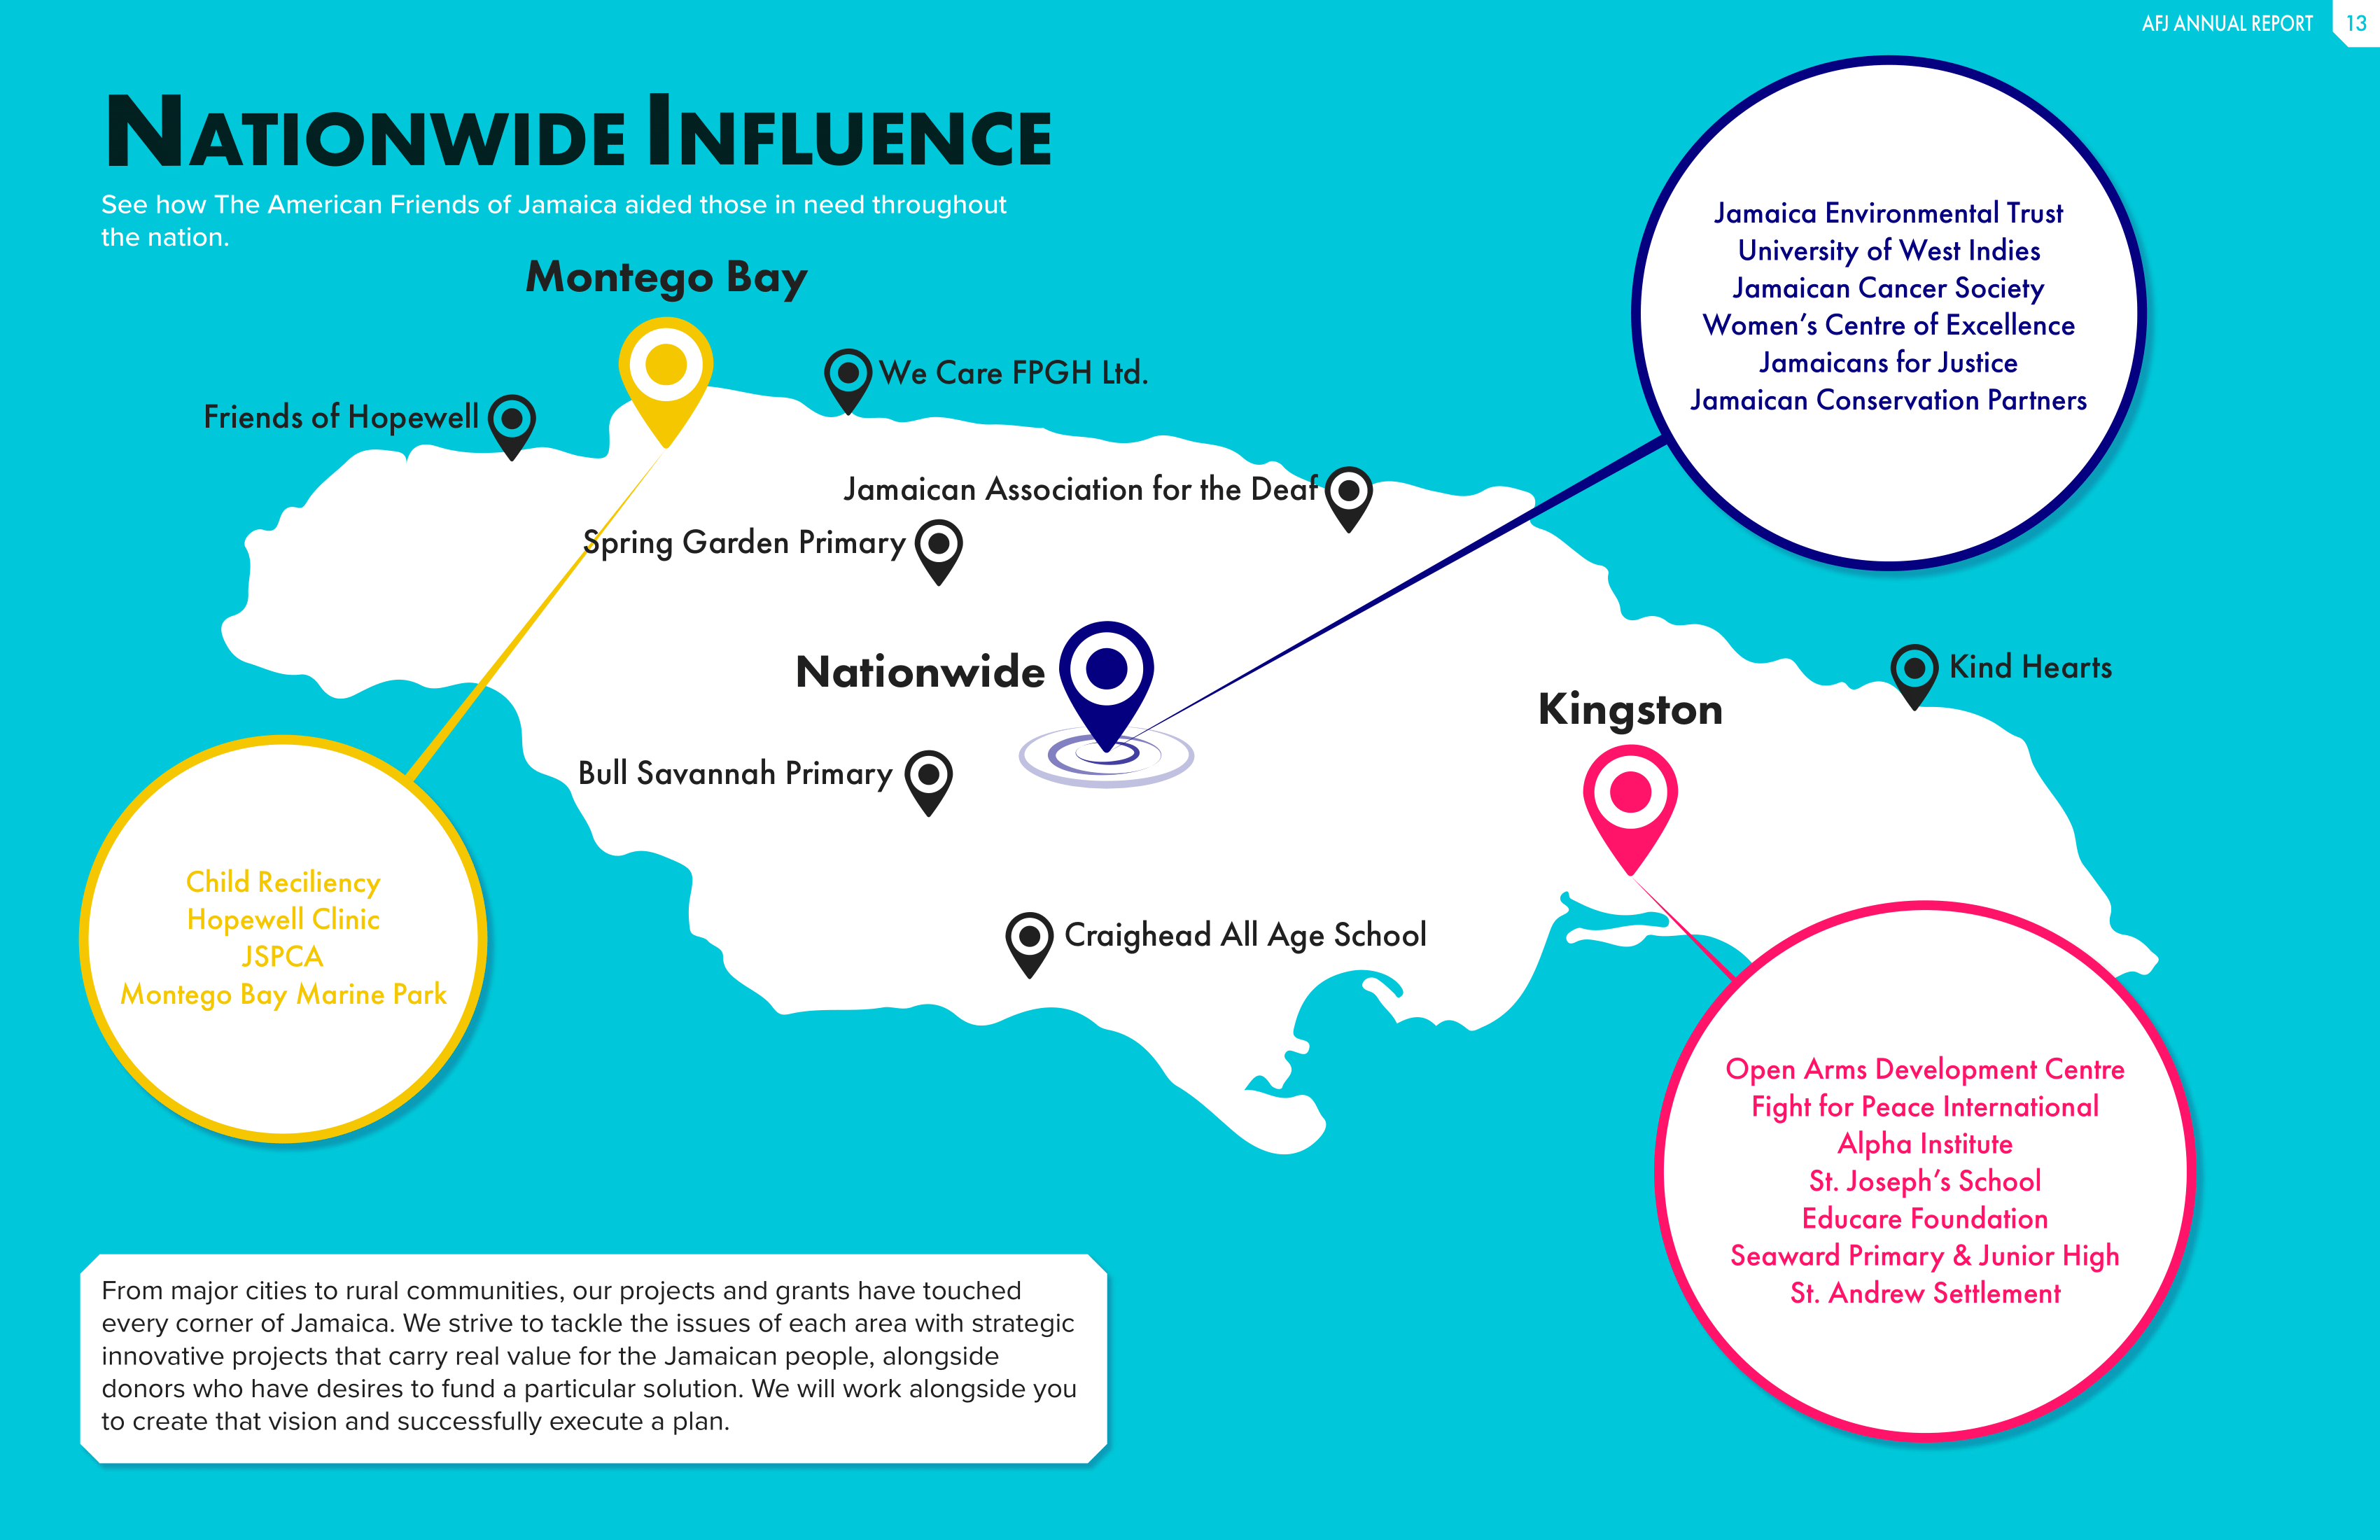 AFJ ANNUAL REPORT 13
NATIONWIDE INFLUENCE
See how The American Friends of Jamaica aided those in need throughout
the nation.
Montego Bay
We Care FPGH Ltd.
Friends of Hopewell
Jamaican Association for the Deaf
Spring Garden Primary
Nationwide
Bull Savannah Primary
Craighead All Age School
Kingston
Kind Hearts
Jamaica Environmental Trust
University of West Indies
Jamaican Cancer Society
Women's Centre of Excellence
Jamaicans for Justice
Jamaican Conservation Partners
Child Reciliency
Hopewell Clinic
JSPCA
Montego Bay Marine Park
Open Arms Development Centre
Fight for Peace International
Alpha Institute
St. Joseph's School
Educare Foundation
Seaward Primary & Junior High
St. Andrew Settlement
From major cities to rural communities, our projects and grants have touched
every corner of Jamaica. We strive to tackle the issues of each area with strategic
innovative projects that carry real value for the Jamaican people, alongside
donors who have desires to fund a particular solution. We will work alongside you
to create that vision and successfully execute a plan.